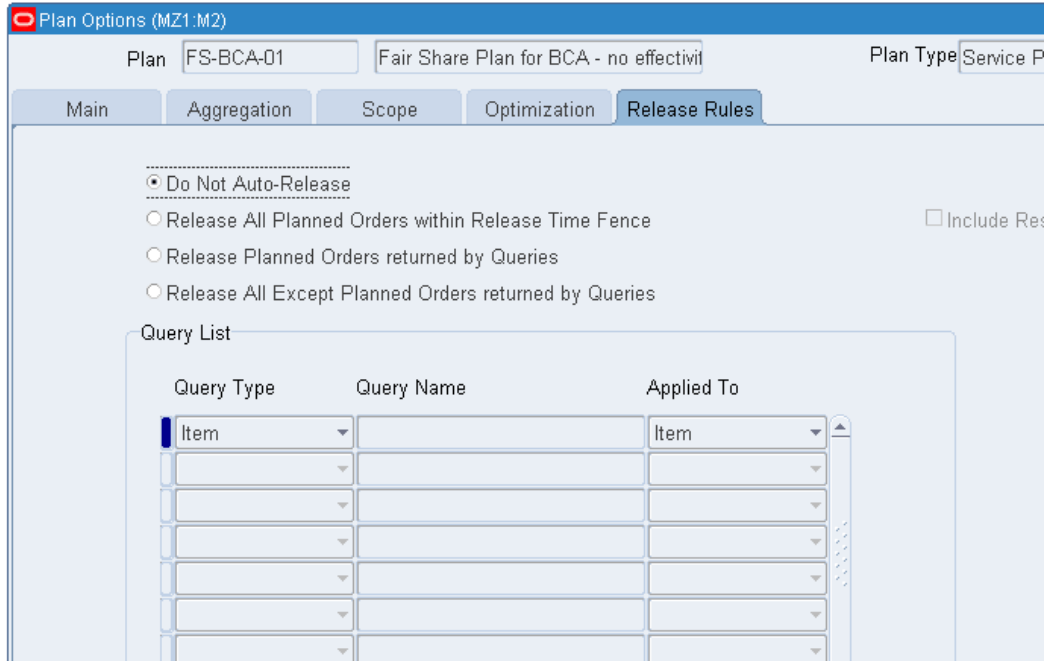 Plan Options (MZ1:M2)
Plan FS-BCA-01 Fair Share Plan for BCA - no effectivit Plan Type Service P
Main Aggregation Scope Optimization Release Rules
Do Not Auto-Release
Release All Planned Orders within Release Time Fence Include Res
Release Planned Orders returned by Queries
Release All Except Planned Orders returned by Queries
Query List
Query Type Query Name Applied To
Item Item